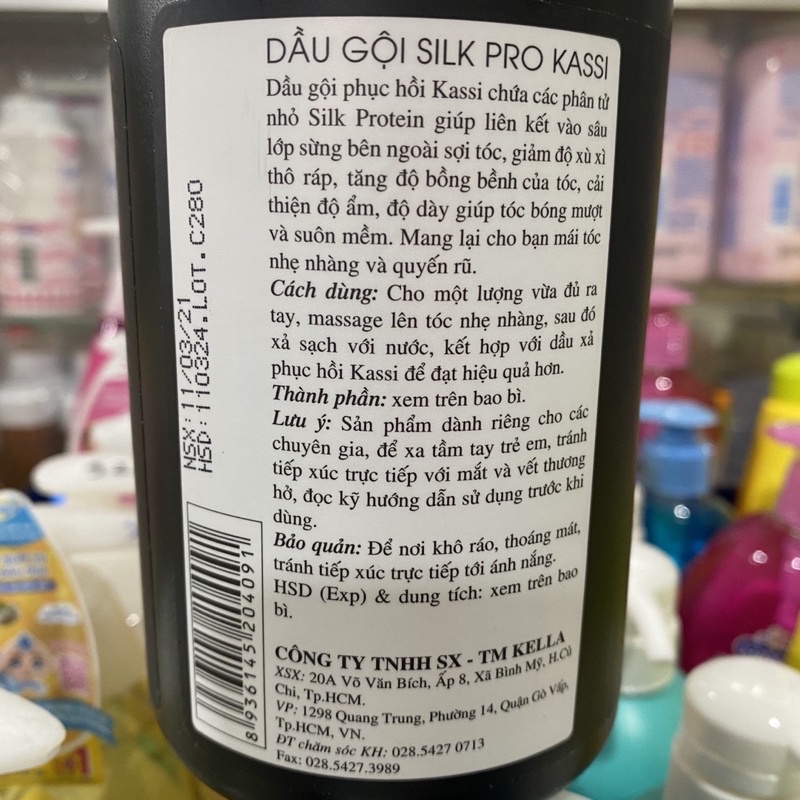 DẦU GỘI SILK PRO KASSI
Dầu gội phục hồi Kassi chứa các phân tử
nhỏ Silk Protein giúp liên kết vào sâu
lớp sừng bên ngoài sợi tóc, giảm độ xù xì
thô ráp, tăng độ bồng bềnh của tóc, cải
thiện độ ẩm, độ dày giúp tóc bóng mượt
và suôn mềm. Mang lại cho bạn mái tóc
nhẹ nhàng và quyến rũ.
Cách dùng: Cho một lượng vừa đủ ra
tay, massage lên tóc nhẹ nhàng, sau đó
xả sạch với nước, kết hợp với dầu xả
phục hồi Kassi để đạt hiệu quả hơn.
Thành phần: xem trên bao bì.
Lưu ý: Sản phẩm dành riêng cho các
chuyên gia, để xa tầm tay trẻ em, tránh
tiếp xúc trực tiếp với mắt và vết thương
hở, đọc kỹ hướng dẫn sử dụng trước khi
dùng.
Bảo quản: Để nơi khô ráo, thoáng mát,
tránh tiếp xúc trực tiếp tới ánh nắng.
HSD (Exp) & dung tích: xem trên bao
bì.
CÔNG TY TNHH SX - TM KELLA
XSX: 20A Võ Văn Bích, Ấp 8, Xã Bình Mỹ, H.Củ
Chi, Tp.HCM.
VP: 1298 Quang Trung, Phường 14, Quận Gò Vấp,
Tp.HCM, VN.
ĐT chăm sóc KH: 028.5427 0713
Fax: 028.5427.3989
NSX: 11/03/21
HSD: 110324.LOT.C280
8 936145 204091